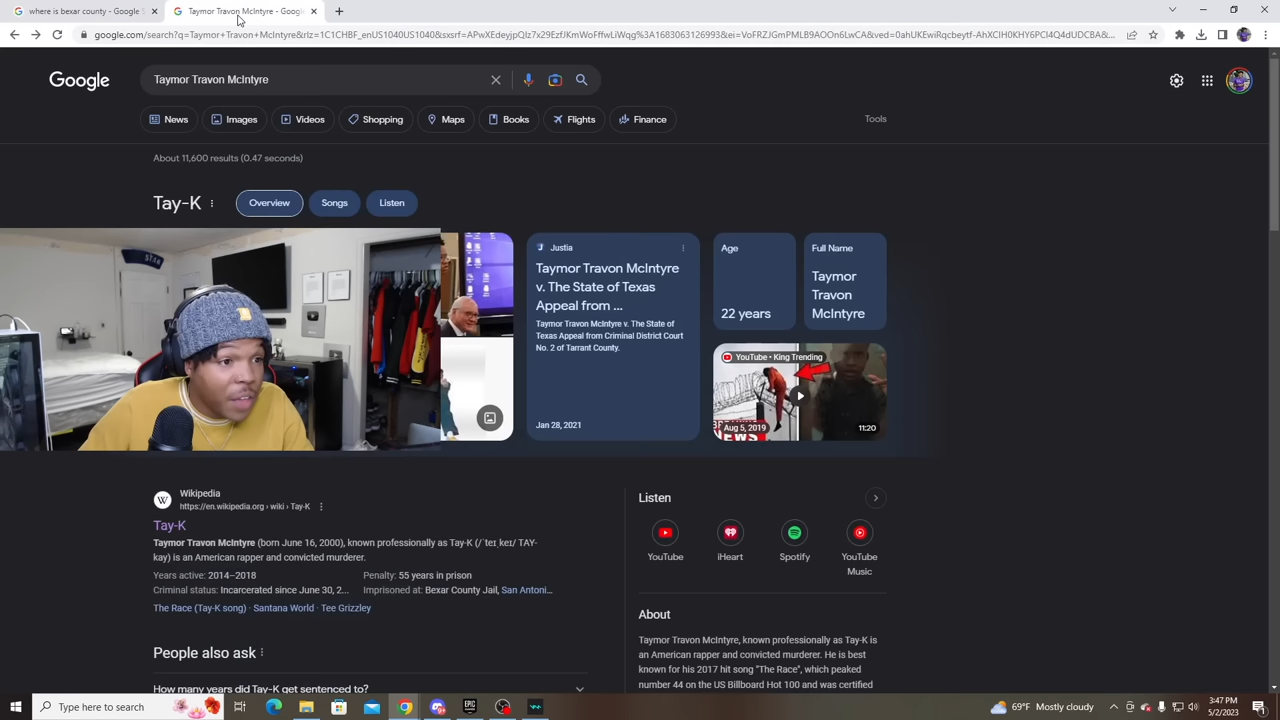 where is bexar county - Google S
Taymor Travon McIntyre - Google
google.com/search?q=Taymor+Travon+McIntyre&rlz=1C1CHBF_enUS1040US1040&sxsrf=
Google
Taymor Travon McIntyre
News
Images
Videos
Shopping
Maps
Books
Flights
Finance
Tools
About 11,600 results (0.47 seconds)
Tay-K
Overview
Songs
Listen
Justia
Taymor Travon McIntyre
v. The State of Texas
Appeal from ...
Taymor Travon McIntyre v. The State of
Texas Appeal from Criminal District Court
No. 2 of Tarrant County.
Jan 28, 2021
Age
22 years
Full Name
Taymor
Travon
McIntyre
YouTube • King Trending
NEWS
Aug 5, 2019
11:20
Wikipedia
https://en.wikipedia.org › wiki › Tay-K
Tay-K
Taymor Travon McIntyre (born June 16, 2000), known professionally as Tay-K (/ˈteɪˌkeɪ/ TAY-
kay) is an American rapper and convicted murderer.
Years active: 2014–2018
Penalty: 55 years in prison
Criminal status: Incarcerated since June 30, 2...
Imprisoned at: Bexar County Jail, San Antoni...
The Race (Tay-K song) · Santana World · Tee Grizzley
People also ask
How many years did Tay-K get sentenced to?
Listen
YouTube
iHeart
Spotify
YouTube
Music
About
Taymor Travon McIntyre, known professionally as Tay-K is
an American rapper and convicted murderer. He is best
known for his 2017 hit song "The Race", which peaked
number 44 on the US Billboard Hot 100 and was certified
Type here to search
69°F Mostly cloudy
3:47 PM
5/2/2023